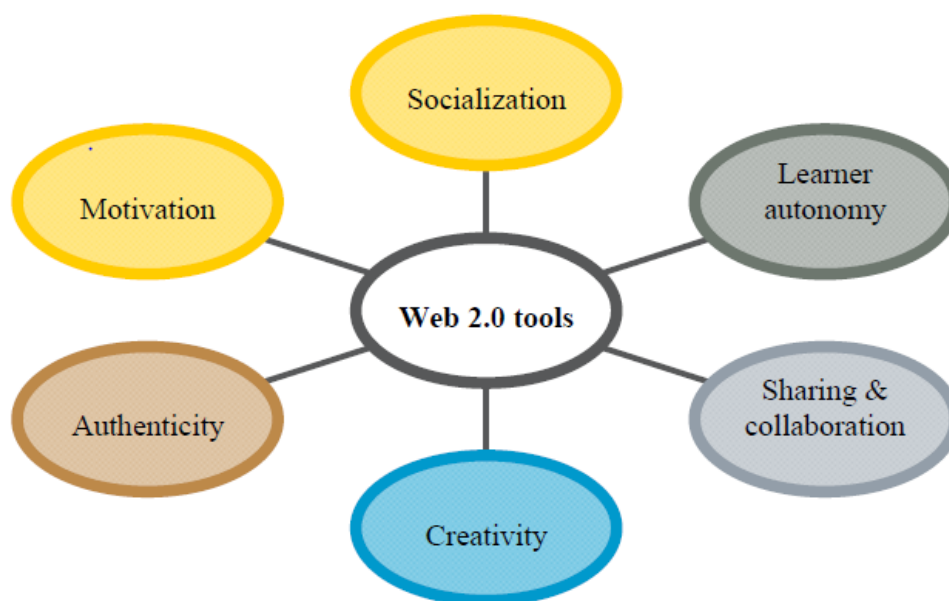 Socialization
Motivation
Learner
autonomy
Web 2.0 tools
Authenticity
Sharing &
collaboration
Creativity